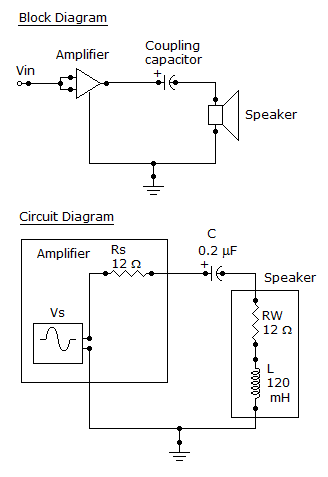 Block Diagram
Amplifier
Coupling
capacitor
Vin
+
Speaker
Circuit Diagram
Amplifier
Rs
12 Ω
C
0.2 µF
+
Speaker
Vs
RW
12 Ω
L
120
mH